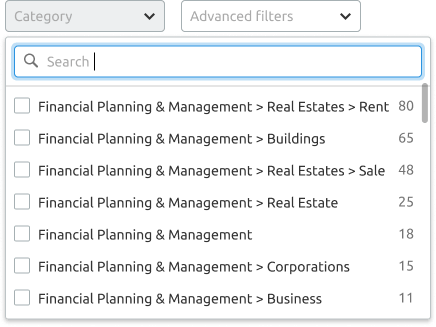 Category
Advanced filters
Search
Financial Planning & Management > Real Estates > Rent 80
Financial Planning & Management > Buildings 65
Financial Planning & Management > Real Estates > Sale 48
Financial Planning & Management > Real Estate 25
Financial Planning & Management 18
Financial Planning & Management > Corporations 15
Financial Planning & Management > Business 11